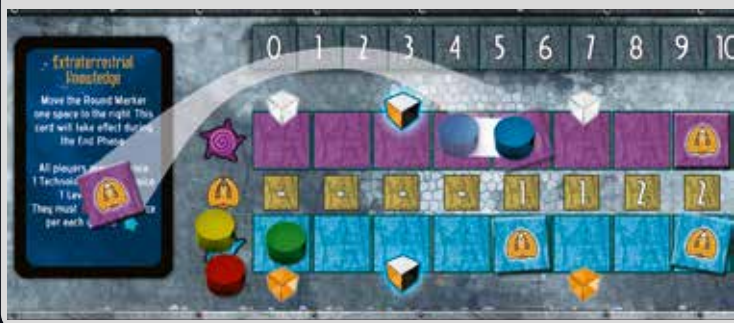 Extraterrestrial
Knowledge
Move the Round Marker
one space to the right. This
card will take effect during
the End Phase.
All players
1 Technolo
1 Lev
They must
per each
0 1 2 3 4 5 6 7 8 9 10
- - - - 1 1 2 2